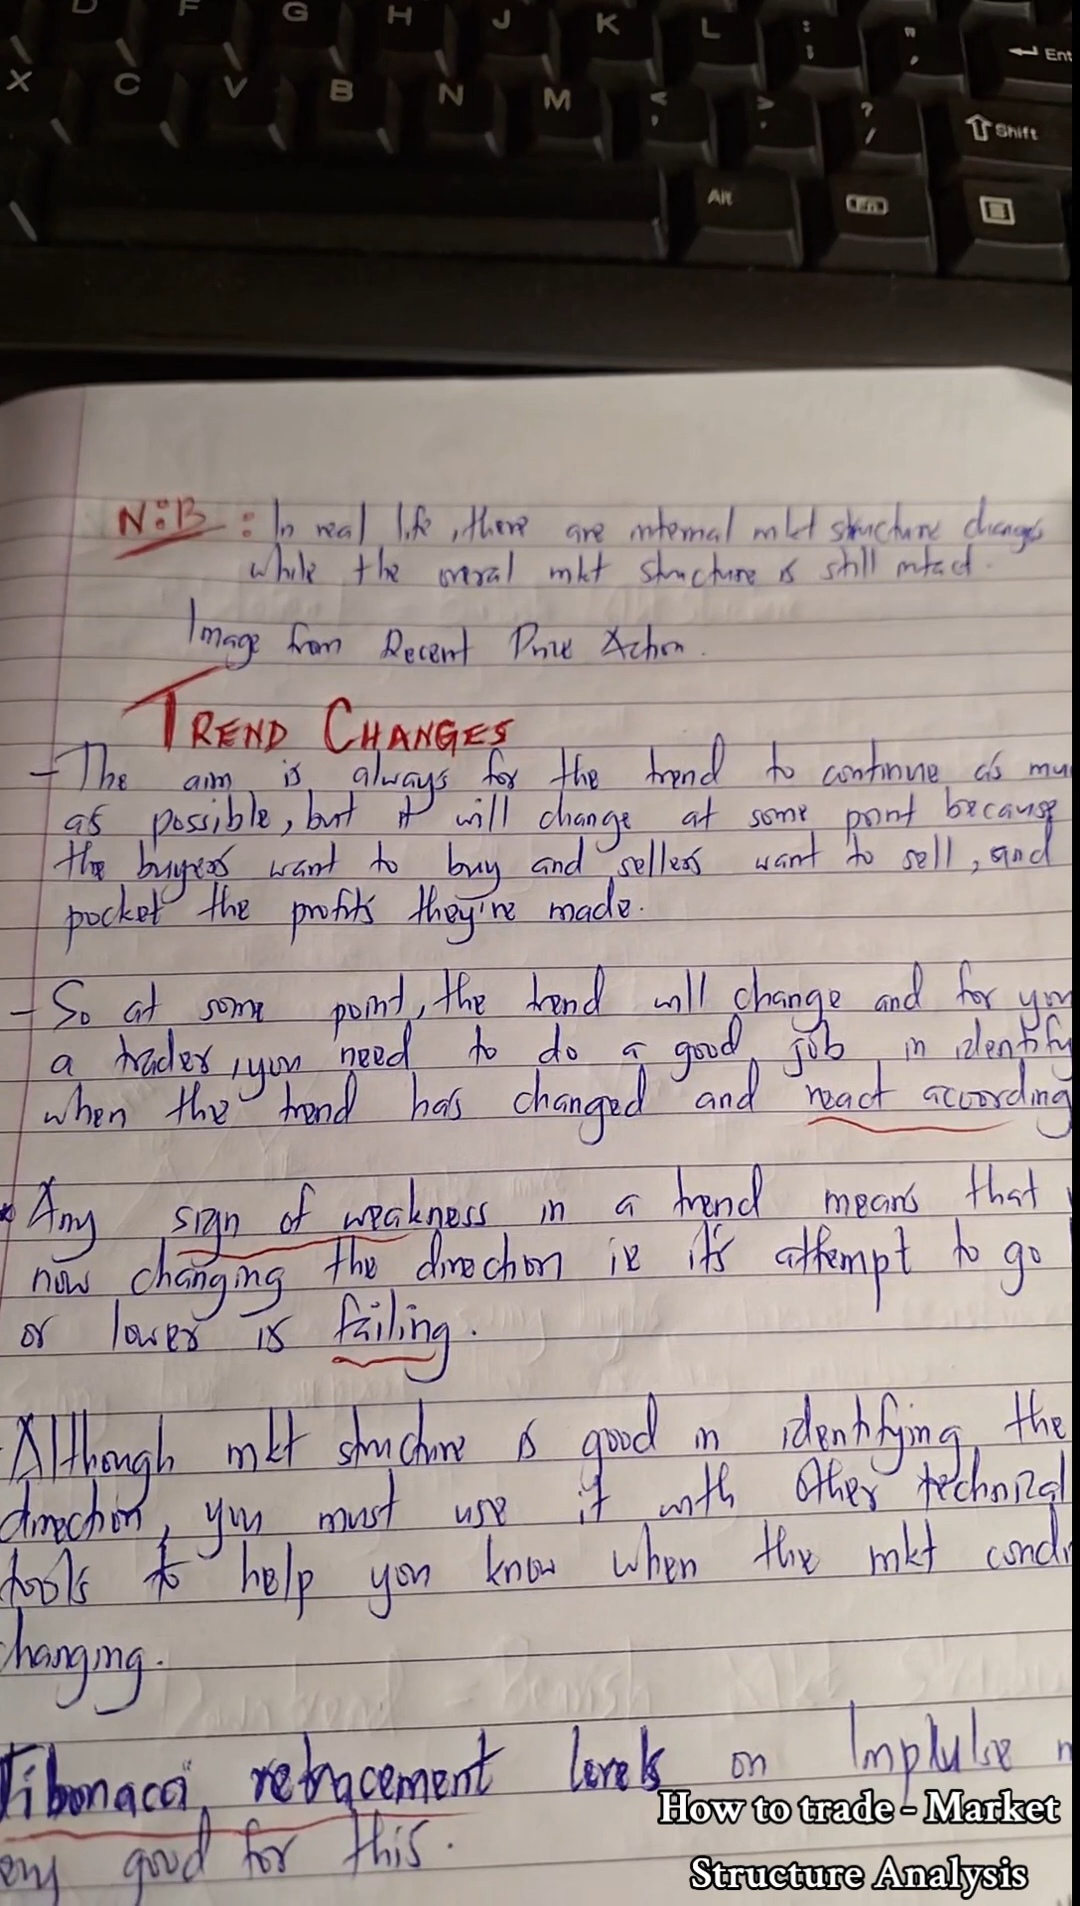 D F G H J K L : ; " '
Ent
X C V B N M < , > . ? /
Shift
Alt Fn
N:B : In real life, there are internal mkt structure changes
while the overal mkt structure is still intact.
Image from Recent Price Action.
TREND CHANGES
- The aim is always for the trend to continue as mu
as possible, but it will change at some point because
the buyers want to buy and sellers want to sell, and
pocket the profits they're made.
- So at some point, the trend will change and for you
a trader, you need to do a good job in identify
when the trend has changed and react according
Any sign of weakness in a trend means that
now changing the direction ie it's attempt to go
or lower is failing.
Although mkt structure is good in identifying the
direction, you must use it with other technical
tools to help you know when the mkt condi
changing.
Fibonacci retracement levels on Implulse
ery good for this.
How to trade - Market
Structure Analysis